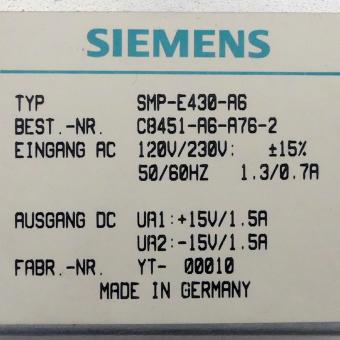 SIEMENS
TYP SMP-E430-A6
BEST.-NR. C8451-A6-A76-2
EINGANG AC 120V/230V: ±15%
50/60HZ 1.3/0.7A
AUSGANG DC UA1:+15V/1.5A
UA2:-15V/1.5A
FABR.-NR. YT- 00010
MADE IN GERMANY